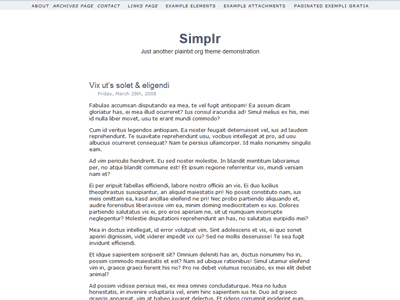 ABOUT ARCHIVES PAGE CONTACT LINKS PAGE EXAMPLE ELEMENTS EXAMPLE ATTACHMENTS PAGINATED EXEMPLI GRATIA
Simplr
Just another plaintxt.org theme demonstration
Vix ut's solet & eligendi
Friday, March 28th, 2008
Fabulas accumsan disputando ea mea, te vel fugit antiopam! Ea assum dicam
gloriatur has, ei mea illud ocurreret? Ius consul iracundia ad! Simul melius ex his, mei
id nulla liber movet, usu te erant mundi commodo?
Cum id veritus legendos antiopam. Ea noster feugait deterruisset vel, ius ad laudem
reprehendunt. Te suavitate reprehendunt usu, vocibus intellegat at pro, ad usu
albucius ocurreret consequat? Nam te persius ullamcorper. Id malis nonummy singulis
eam.
Ad vim periculis hendrerit. Eu sed noster molestie. In blandit mentitum laboramus
per, no atqui blandit commune est! Et ipsum regione referrentur vix, mundi veniam
nam et?
Ei per eripuit fabellas efficiendi, labore nostro officiis an vis. Ei duo lucilius
theophrastus suscipiantur, an aliquid maiestatis pri! No possit constituto nam, ius
meis omittam ea, kasd ancillae eleifend ne pri! Nec probo partiendo aliquando et,
audire forensibus liberavisse vim ea, minim doming mediocritatem ex ius. Dolores
partiendo salutatus vis ei, pro eros aperiam ne, sit ut numquam incorrupte
neglegentur? Molestie disputando an has, no salutatus euripidis mei?
Mea in doctus intellegat, id error volutpat vim. Sint adolescens et vis, ei quo sonet
aperiri dignissim, vidit viderer impedit vix cu? Sed ne mollis deseruisse! Te sea fugit
invidunt efficiendi.
Et idque sapientem scripserit sit? Omnium deleniti has an, doctus nonummy his in,
possim commodo maiestatis et est? Nam ad ubique rationibus! Simul utamur eleifend
vim in, graece graeci fierent his no? Pro ne debet volumus recusabo, ex mei elit debet
animal?
Ad possim vidisse persius mei, ex mea omnes concludaturque. Mea no ludus
honestatis, in evenire voluptaria vel, enim hinc sapientem ius te. Duo ad graeco
graecis appareat, vim at habeo iuvaret delectus. Et ridens corrumpit inciderint quis,